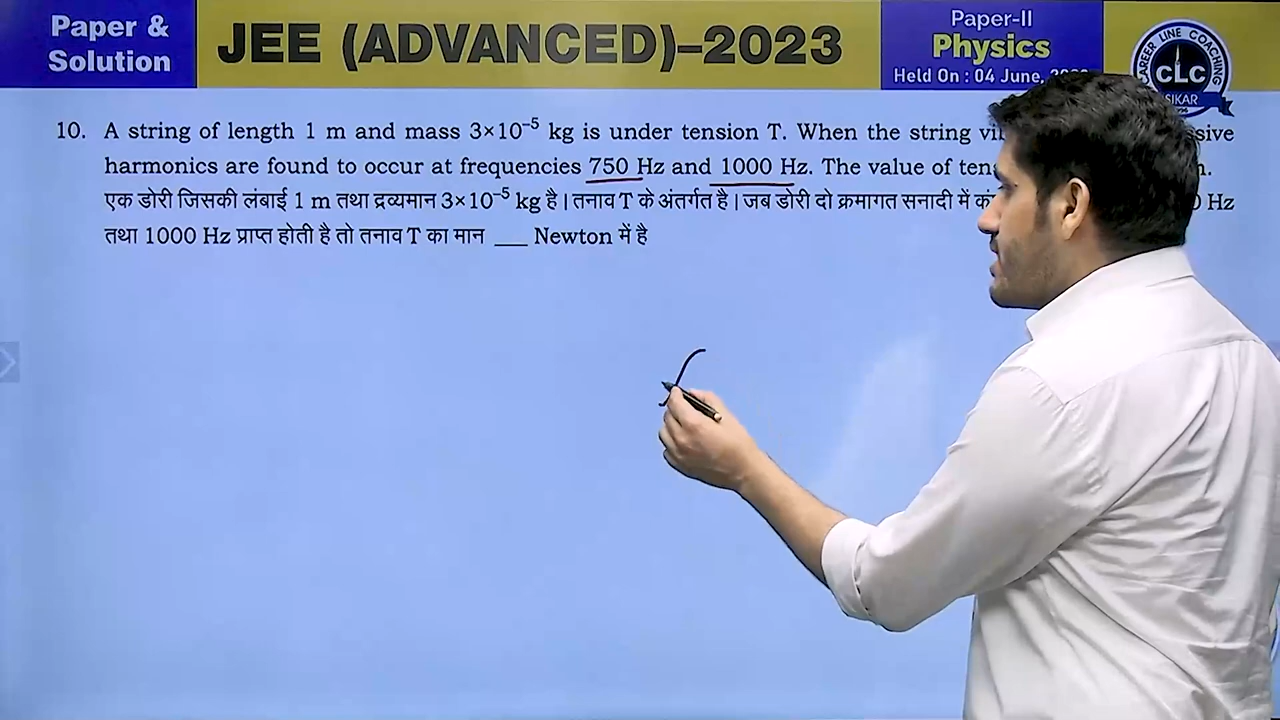 Paper &
Solution
JEE (ADVANCED)–2023
Paper-II
Physics
Held On : 04 June,
CAREER LINE COACHING
CLC
SIKAR
10. A string of length 1 m and mass 3×10⁻⁵ kg is under tension T. When the string
harmonics are found to occur at frequencies 750 Hz and 1000 Hz. The value of
एक डोरी जिसकी लंबाई 1 m तथा द्रव्यमान 3×10⁻⁵ kg है। तनाव T के अंतर्गत है। जब डोरी दो क्रमागत सनादी में Hz
तथा 1000 Hz प्राप्त होती है तो तनाव T का मान ___ Newton में है